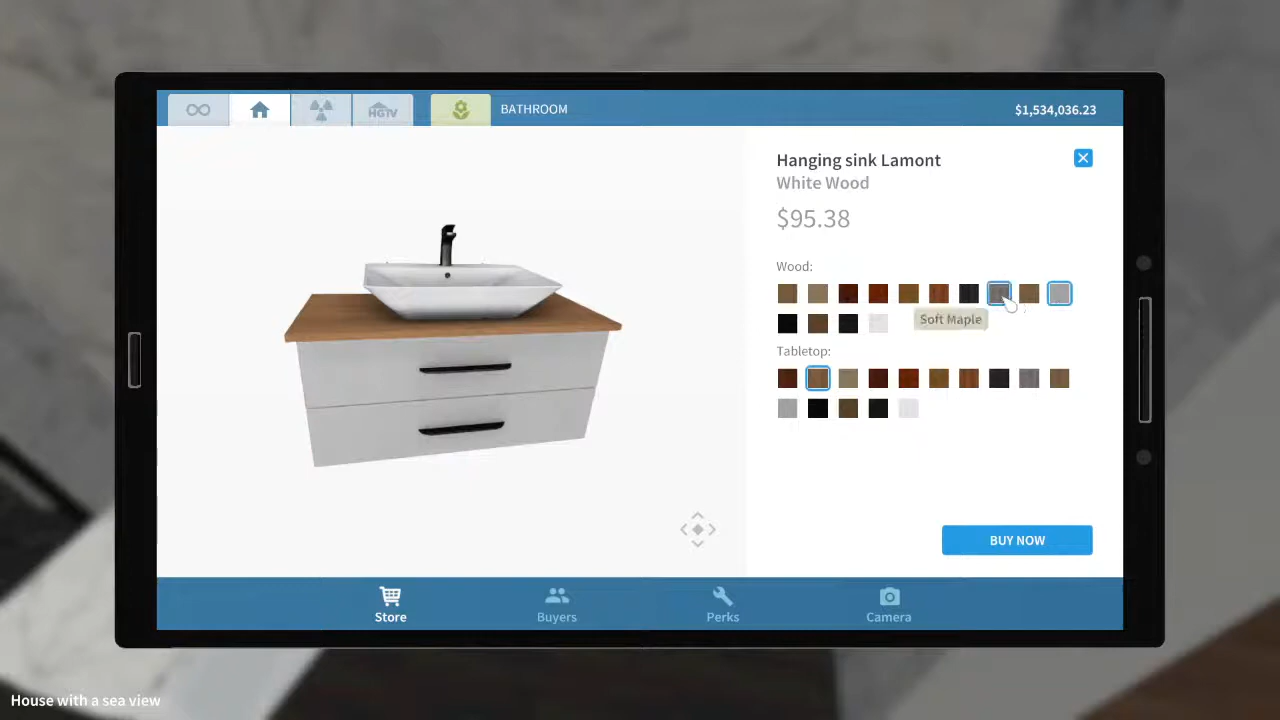 HGTV
BATHROOM
$1,534,036.23
Hanging sink Lamont
White Wood
$95.38
Wood:
Soft Maple
Tabletop:
BUY NOW
Store
Buyers
Perks
Camera
House with a sea view